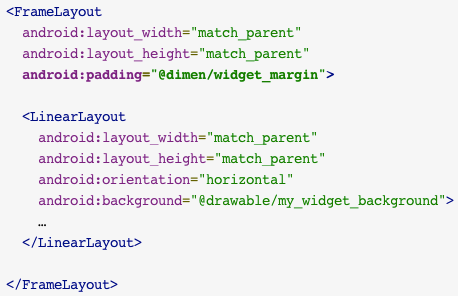 <FrameLayout
  android:layout_width="match_parent"
  android:layout_height="match_parent"
  android:padding="@dimen/widget_margin">

  <LinearLayout
    android:layout_width="match_parent"
    android:layout_height="match_parent"
    android:orientation="horizontal"
    android:background="@drawable/my_widget_background">
    …
  </LinearLayout>

</FrameLayout>